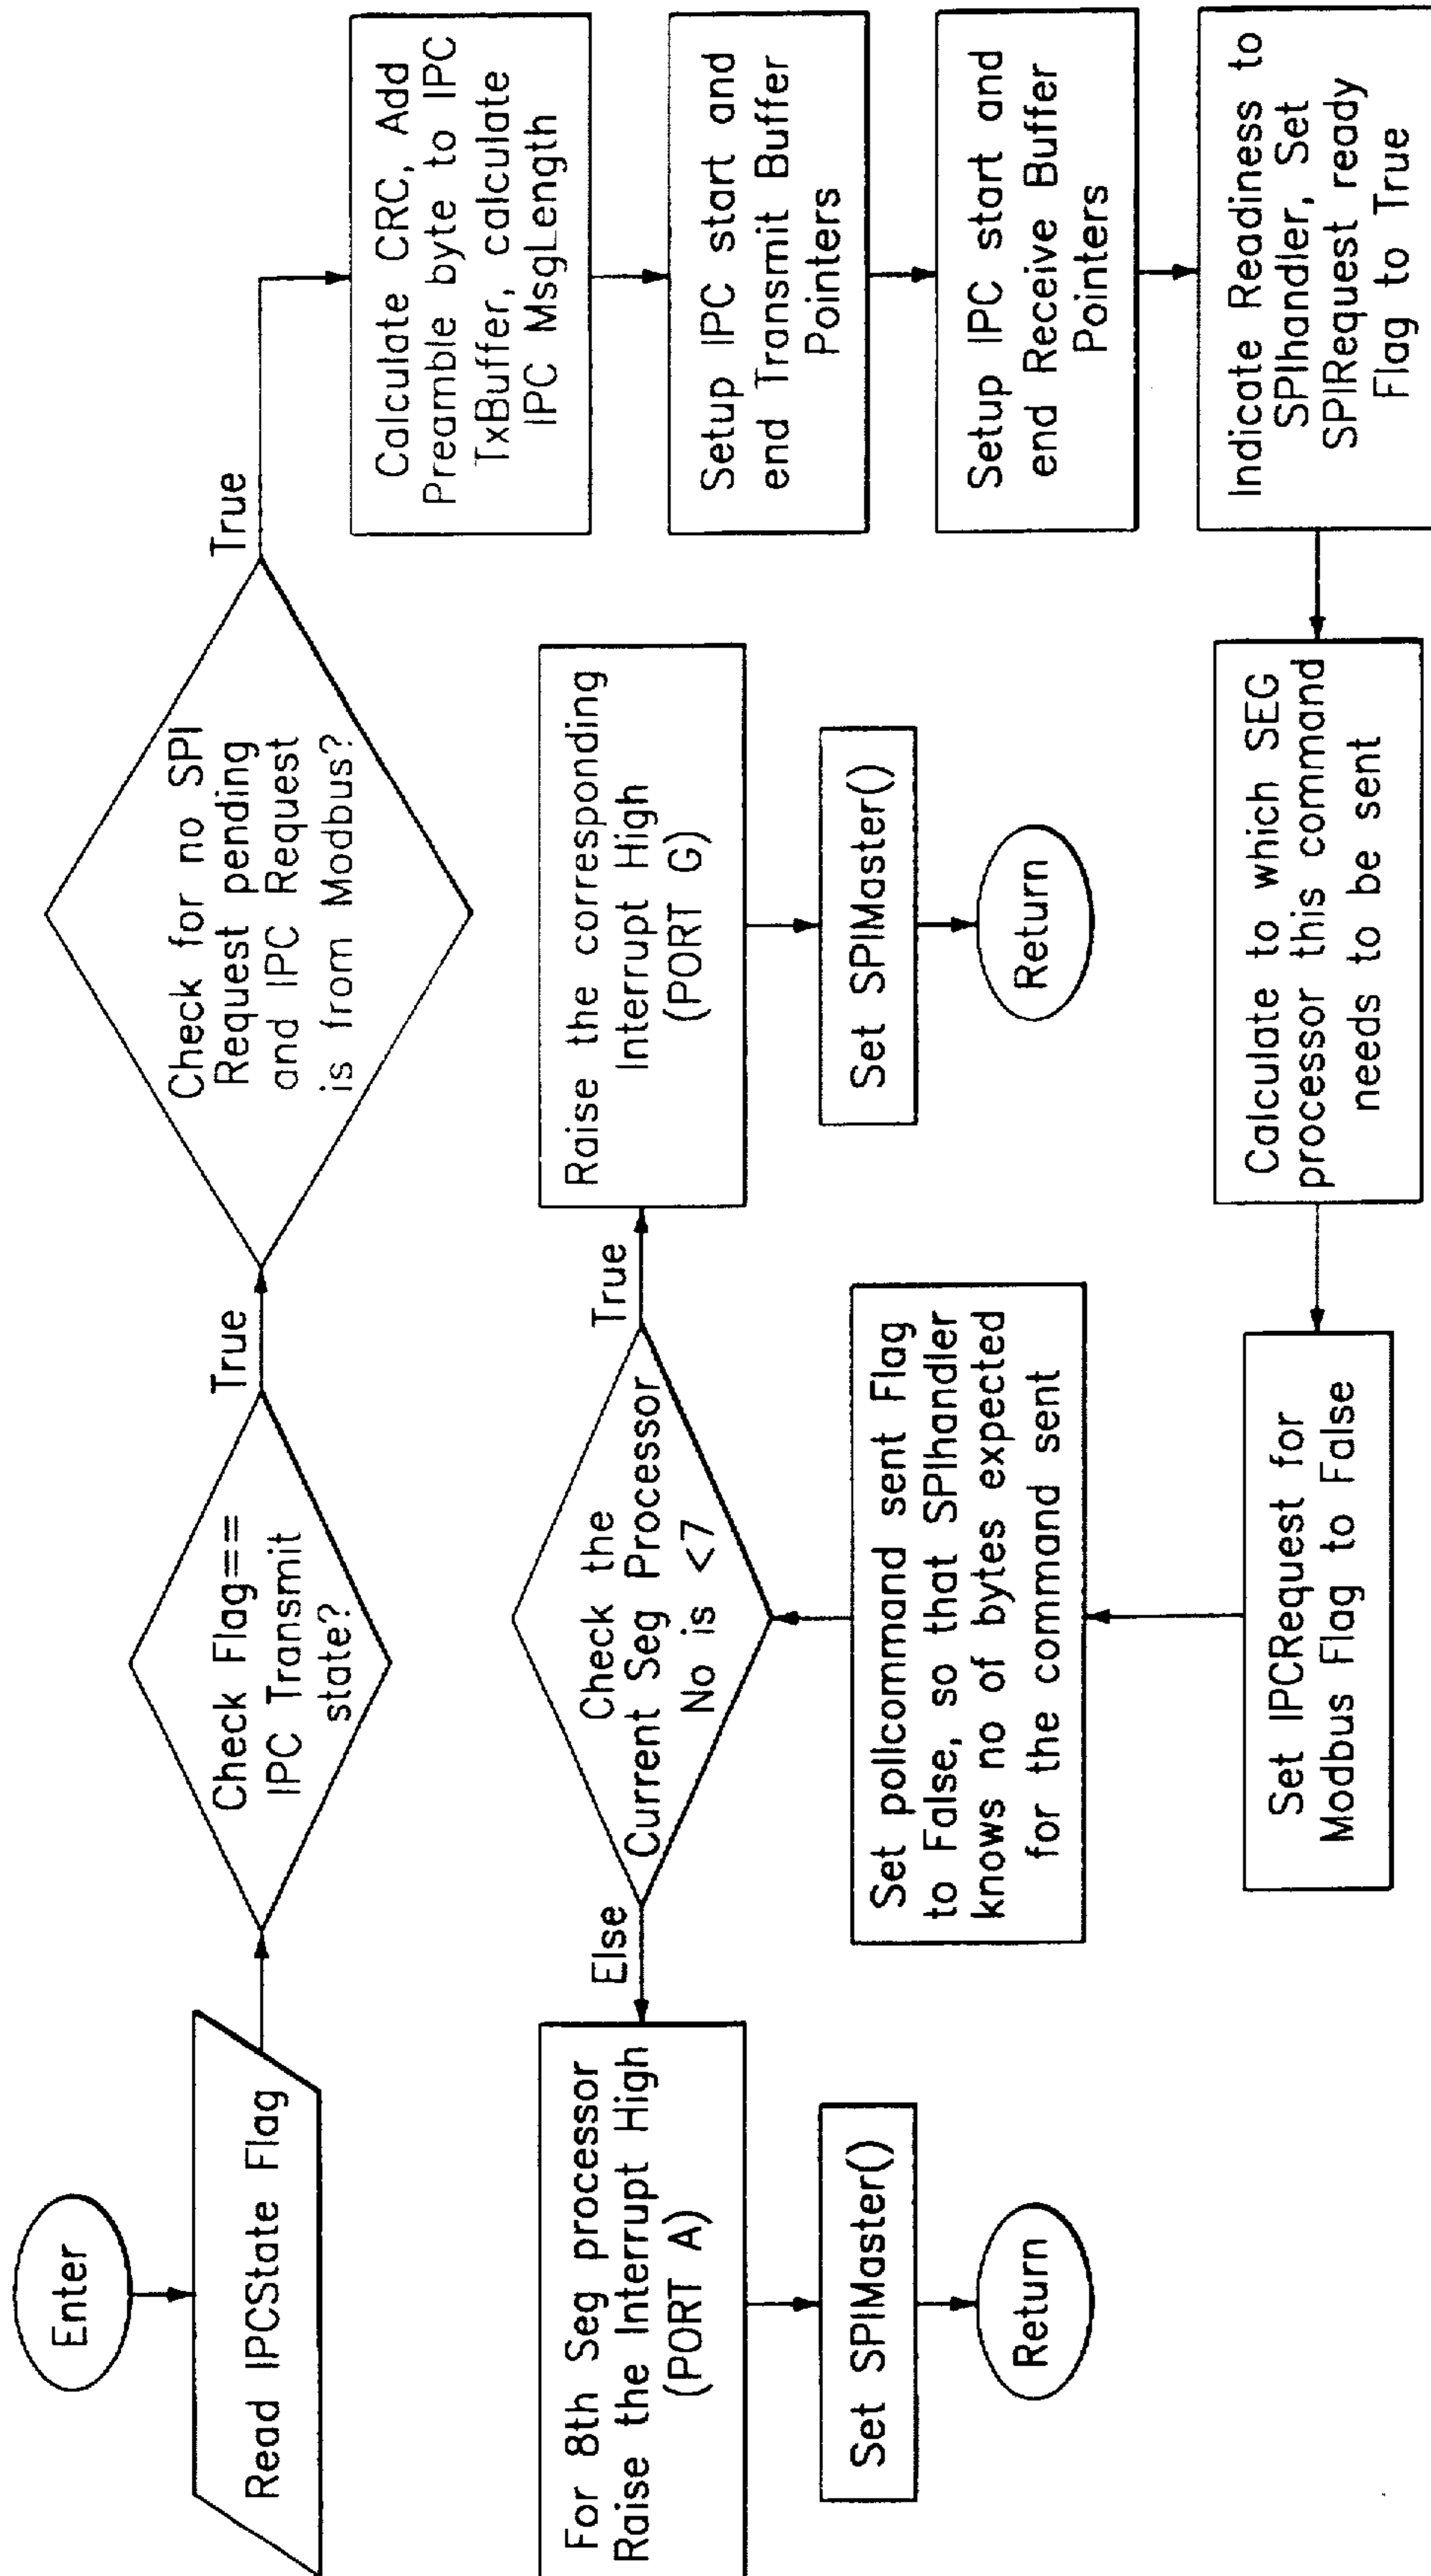 Enter
Read IPCState Flag
Check Flag==
IPC Transmit
state?
True
Check for no SPI
Request pending
and IPC Request
is from Modbus?
True
Calculate CRC, Add
Preamble byte to IPC
TxBuffer, calculate
IPC MsgLength
Setup IPC start and
end Transmit Buffer
Pointers
Setup IPC start and
end Receive Buffer
Pointers
Indicate Readiness to
SPIhandler, Set
SPIRequest ready
Flag to True
Calculate to which SEG
processor this command
needs to be sent
Set IPCRequest for
Modbus Flag to False
Set pollcommand sent Flag
to False, so that SPIhandler
knows no of bytes expected
for the command sent
Check the
Current Seg Processor
No is <7
True
Raise the corresponding
Interrupt High
(PORT G)
Set SPIMaster()
Return
Else
For 8th Seg processor
Raise the Interrupt High
(PORT A)
Set SPIMaster()
Return